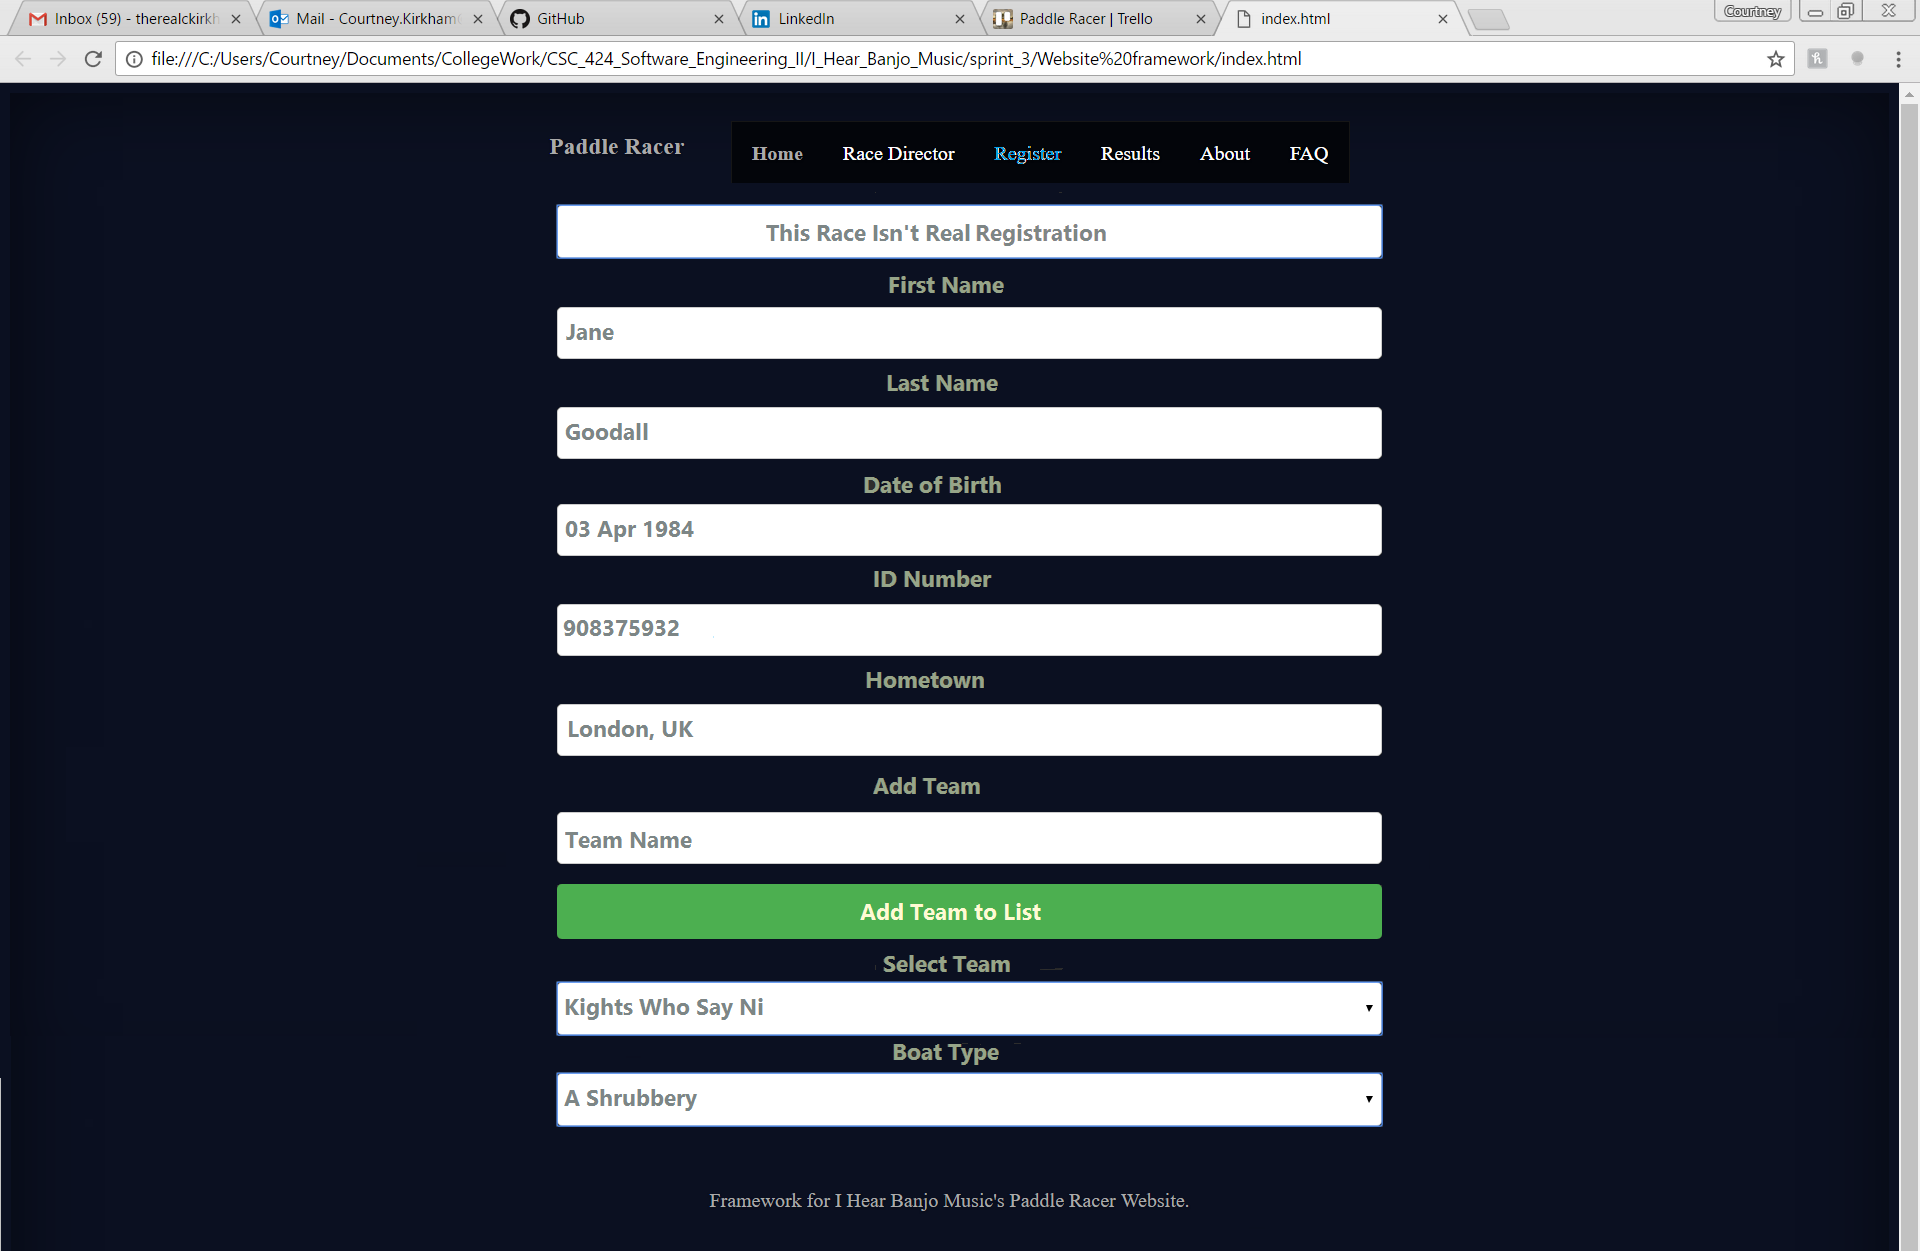 Inbox (59) - therealckirkh
Mail - Courtney.Kirkham
GitHub
LinkedIn
Paddle Racer | Trello
index.html
Courtney
file:///C:/Users/Courtney/Documents/CollegeWork/CSC_424_Software_Engineering_II/I_Hear_Banjo_Music/sprint_3/Website%20framework/index.html
Paddle Racer
Home Race Director Register Results About FAQ
This Race Isn't Real Registration
First Name
Jane
Last Name
Goodall
Date of Birth
03 Apr 1984
ID Number
908375932
Hometown
London, UK
Add Team
Team Name
Add Team to List
Select Team
Kights Who Say Ni
Boat Type
A Shrubbery
Framework for I Hear Banjo Music's Paddle Racer Website.